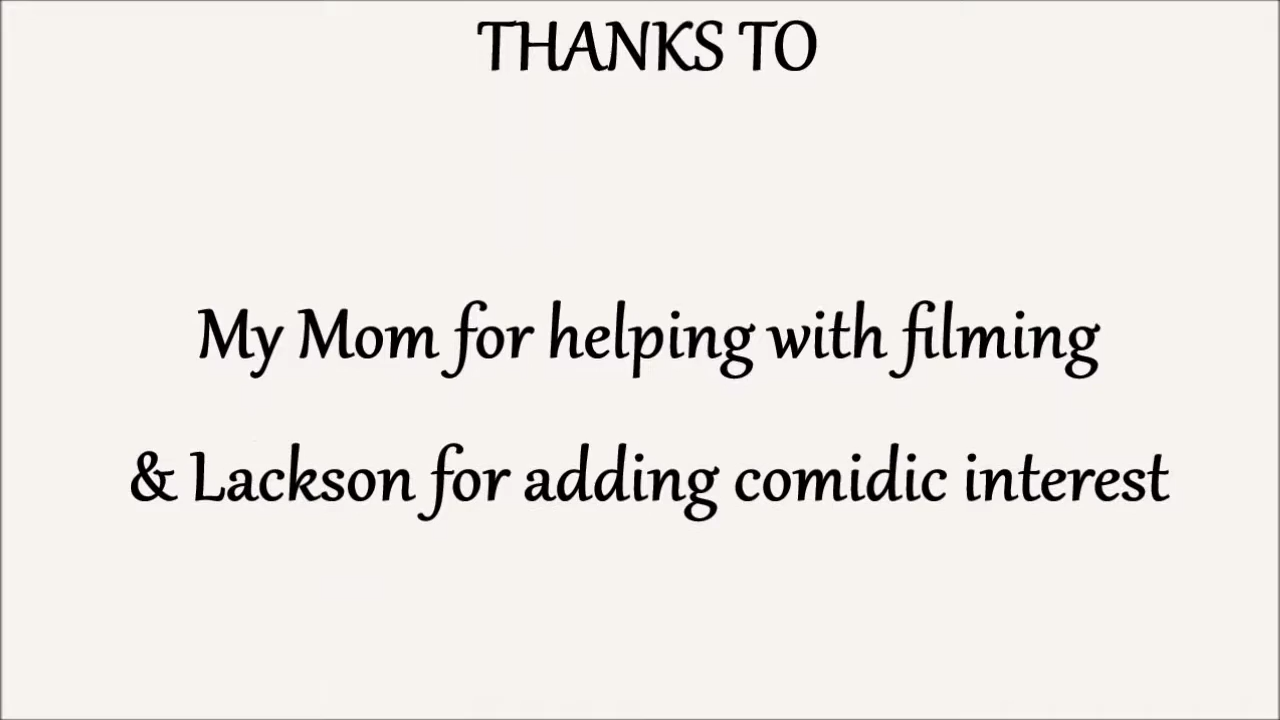 THANKS TO
My Mom for helping with filming
& Lackson for adding comidic interest